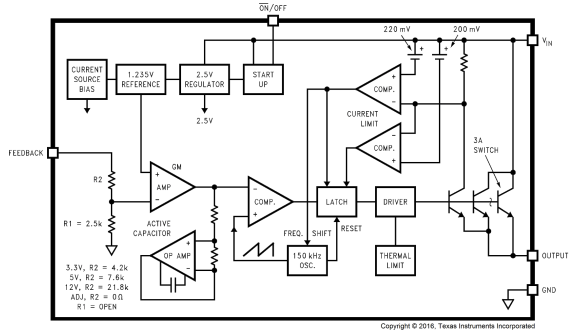 ON/OFF
220 mV
200 mV
+
+
VIN
CURRENT
SOURCE
BIAS
1.235V
REFERENCE
2.5V
REGULATOR
START
UP
2.5V
+
COMP.
−
CURRENT
LIMIT
−
COMP.
+
3A
SWITCH
FEEDBACK
R2
R1 = 2.5k
GM
+
AMP
−
−
COMP.
+
LATCH
DRIVER
RESET
FREQ. SHIFT
ACTIVE
CAPACITOR
+
OP AMP
−
150 kHz
OSC.
THERMAL
LIMIT
OUTPUT
GND
3.3V, R2 = 4.2k
5V, R2 = 7.6k
12V, R2 = 21.8k
ADJ, R2 = 0Ω
R1 = OPEN
Copyright © 2016, Texas Instruments Incorporated